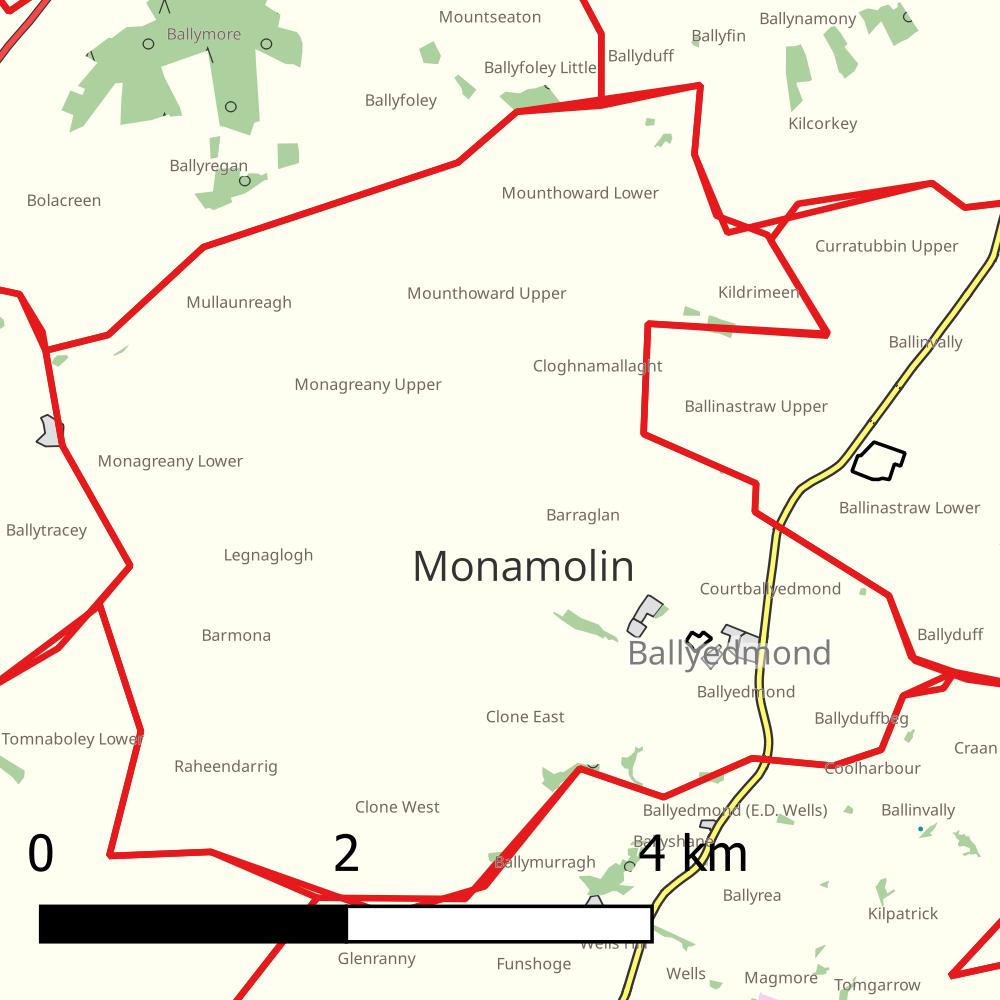 Mountseaton
Ballynamony
Ballymore
Ballyfin
Ballyduff
Ballyfoley Little
Ballyfoley
Kilcorkey
Ballyregan
Mounthoward Lower
Bolacreen
Curratubbin Upper
Kildrimeen
Mounthoward Upper
Mullaunreagh
Ballinvally
Cloghnamallaght
Monagreany Upper
Ballinastraw Upper
Monagreany Lower
Ballinastraw Lower
Barraglan
Ballytracey
Legnaglogh
Monamolin
Courtballyedmond
Barmona
Ballyduff
Ballyedmond
Ballyedmond
Clone East
Ballyduffbeg
Tomnaboley Lower
Craan
Raheendarrig
Coolharbour
Clone West
Ballyedmond (E.D. Wells)
Ballinvally
Ballyshane
0 2 4 km
Ballymurragh
Ballyrea
Kilpatrick
Wells Hill
Glenranny
Funshoge
Wells
Magmore
Tomgarrow